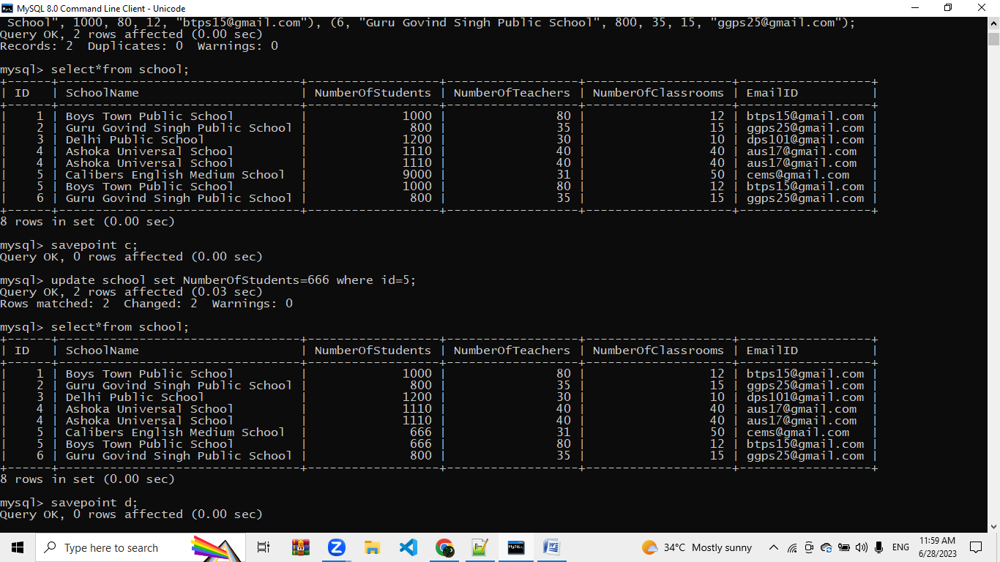 MySQL 8.0 Command Line Client - Unicode
School", 1000, 80, 12, "btps15@gmail.com"), (6, "Guru Govind Singh Public School", 800, 35, 15, "ggps25@gmail.com");
Query OK, 2 rows affected (0.00 sec)
Records: 2  Duplicates: 0  Warnings: 0
mysql> select*from school;
+------+---------------------------------+------------------+------------------+--------------------+------------------+
| ID   | SchoolName                      | NumberOfStudents | NumberOfTeachers | NumberOfClassrooms | EmailID          |
+------+---------------------------------+------------------+------------------+--------------------+------------------+
|    1 | Boys Town Public School         |             1000 |               80 |                 12 | btps15@gmail.com |
|    2 | Guru Govind Singh Public School |              800 |               35 |                 15 | ggps25@gmail.com |
|    3 | Delhi Public School             |             1200 |               30 |                 10 | dps101@gmail.com |
|    4 | Ashoka Universal School         |             1110 |               40 |                 40 | aus17@gmail.com  |
|    4 | Ashoka Universal School         |             1110 |               40 |                 40 | aus17@gmail.com  |
|    5 | Calibers English Medium School  |             9000 |               31 |                 50 | cems@gmail.com   |
|    5 | Boys Town Public School         |             1000 |               80 |                 12 | btps15@gmail.com |
|    6 | Guru Govind Singh Public School |              800 |               35 |                 15 | ggps25@gmail.com |
+------+---------------------------------+------------------+------------------+--------------------+------------------+
8 rows in set (0.00 sec)
mysql> savepoint c;
Query OK, 0 rows affected (0.00 sec)
mysql> update school set NumberOfStudents=666 where id=5;
Query OK, 2 rows affected (0.03 sec)
Rows matched: 2  Changed: 2  Warnings: 0
mysql> select*from school;
+------+---------------------------------+------------------+------------------+--------------------+------------------+
| ID   | SchoolName                      | NumberOfStudents | NumberOfTeachers | NumberOfClassrooms | EmailID          |
+------+---------------------------------+------------------+------------------+--------------------+------------------+
|    1 | Boys Town Public School         |             1000 |               80 |                 12 | btps15@gmail.com |
|    2 | Guru Govind Singh Public School |              800 |               35 |                 15 | ggps25@gmail.com |
|    3 | Delhi Public School             |             1200 |               30 |                 10 | dps101@gmail.com |
|    4 | Ashoka Universal School         |             1110 |               40 |                 40 | aus17@gmail.com  |
|    4 | Ashoka Universal School         |             1110 |               40 |                 40 | aus17@gmail.com  |
|    5 | Calibers English Medium School  |              666 |               31 |                 50 | cems@gmail.com   |
|    5 | Boys Town Public School         |              666 |               80 |                 12 | btps15@gmail.com |
|    6 | Guru Govind Singh Public School |              800 |               35 |                 15 | ggps25@gmail.com |
+------+---------------------------------+------------------+------------------+--------------------+------------------+
8 rows in set (0.00 sec)
mysql> savepoint d;
Query OK, 0 rows affected (0.00 sec)
Type here to search
34°C Mostly sunny
ENG
11:59 AM
6/28/2023